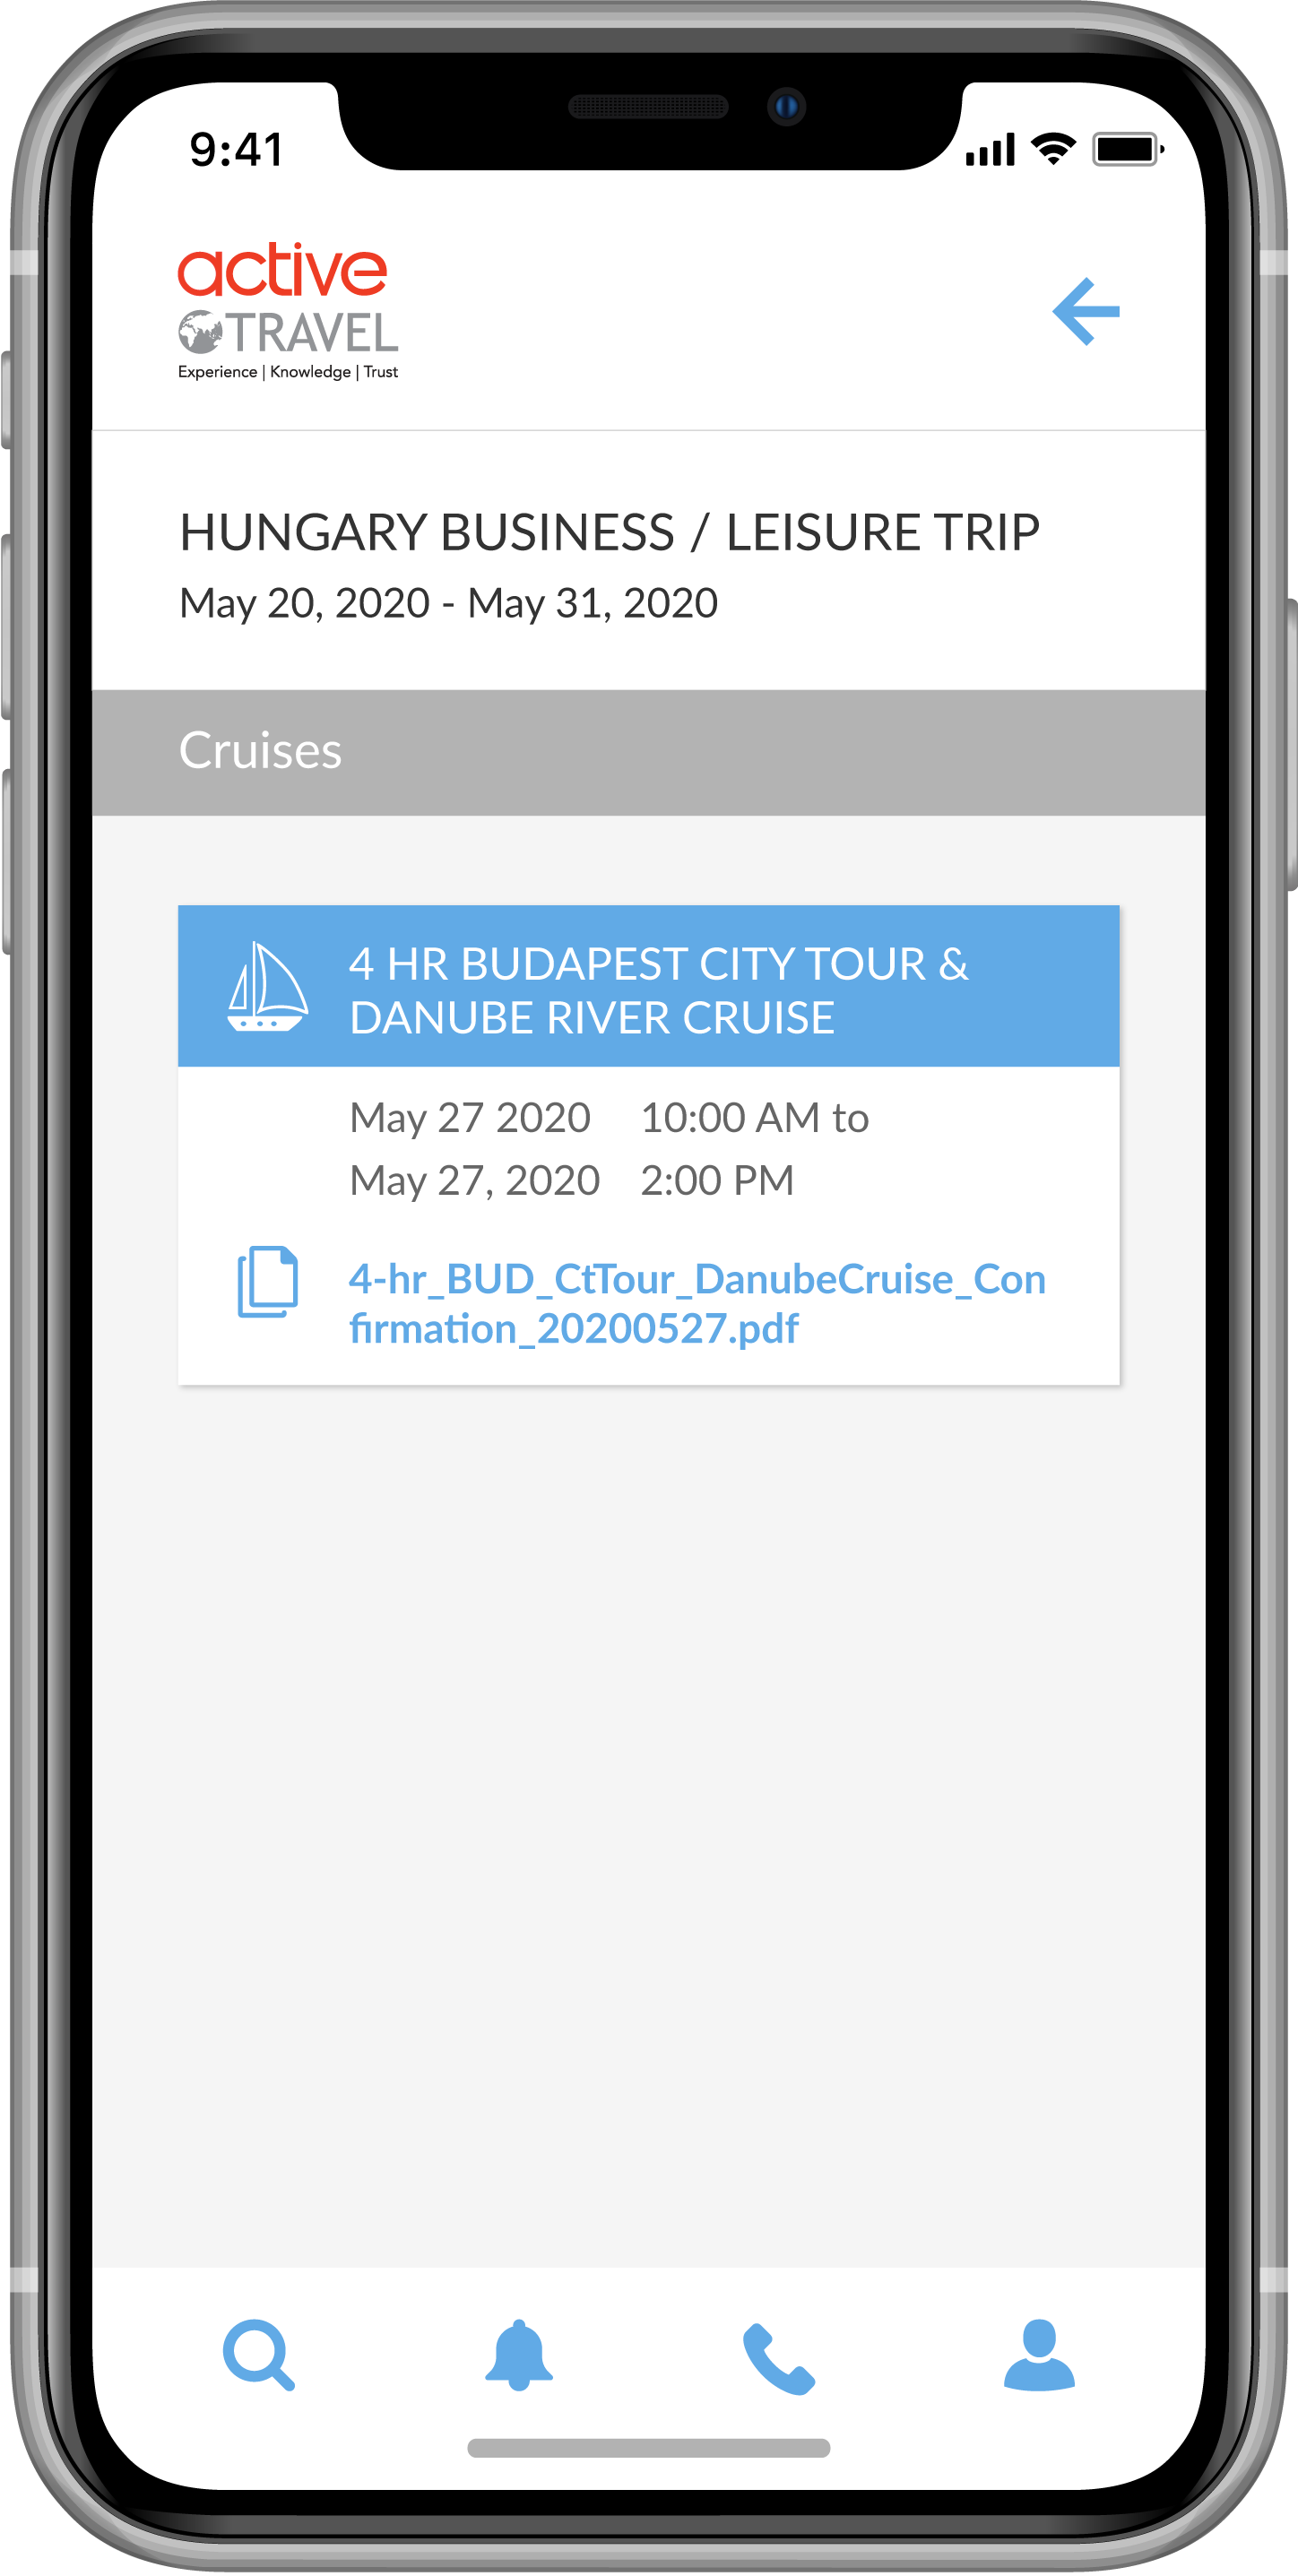 9:41
active
TRAVEL
Experience | Knowledge | Trust
HUNGARY BUSINESS / LEISURE TRIP
May 20, 2020 - May 31, 2020
Cruises
4 HR BUDAPEST CITY TOUR &
DANUBE RIVER CRUISE
May 27 2020 10:00 AM to
May 27, 2020 2:00 PM
4-hr_BUD_CtTour_DanubeCruise_Con
firmation_20200527.pdf